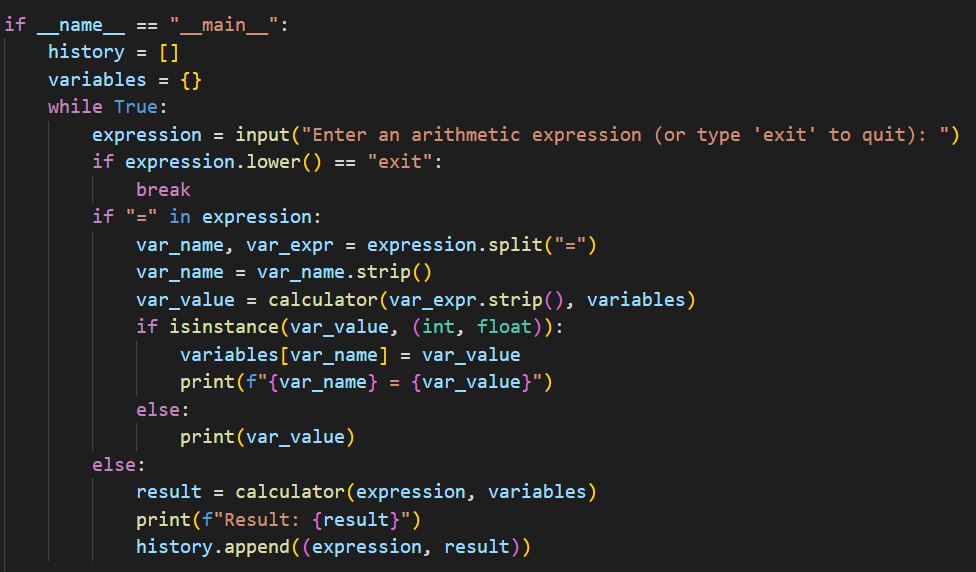 if __name__ == "__main__":
    history = []
    variables = {}
    while True:
        expression = input("Enter an arithmetic expression (or type 'exit' to quit): ")
        if expression.lower() == "exit":
            break
        if "=" in expression:
            var_name, var_expr = expression.split("=")
            var_name = var_name.strip()
            var_value = calculator(var_expr.strip(), variables)
            if isinstance(var_value, (int, float)):
                variables[var_name] = var_value
                print(f"{var_name} = {var_value}")
            else:
                print(var_value)
        else:
            result = calculator(expression, variables)
            print(f"Result: {result}")
            history.append((expression, result))